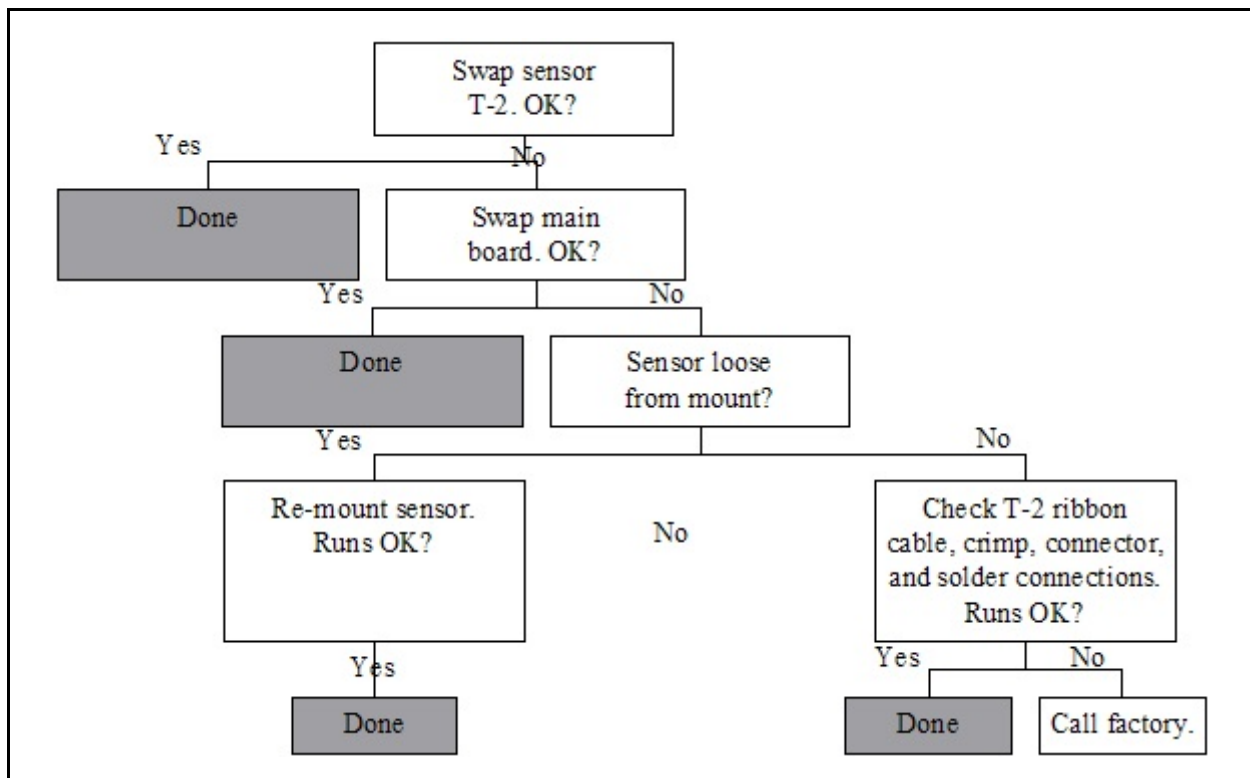 Swap sensor
T-2. OK?
Yes
No
Done
Swap main
board. OK?
Yes
No
Done
Sensor loose
from mount?
Yes
No
Re-mount sensor.
Runs OK?
No
Check T-2 ribbon
cable, crimp, connector,
and solder connections.
Runs OK?
Yes
Yes
No
Done
Done
Call factory.